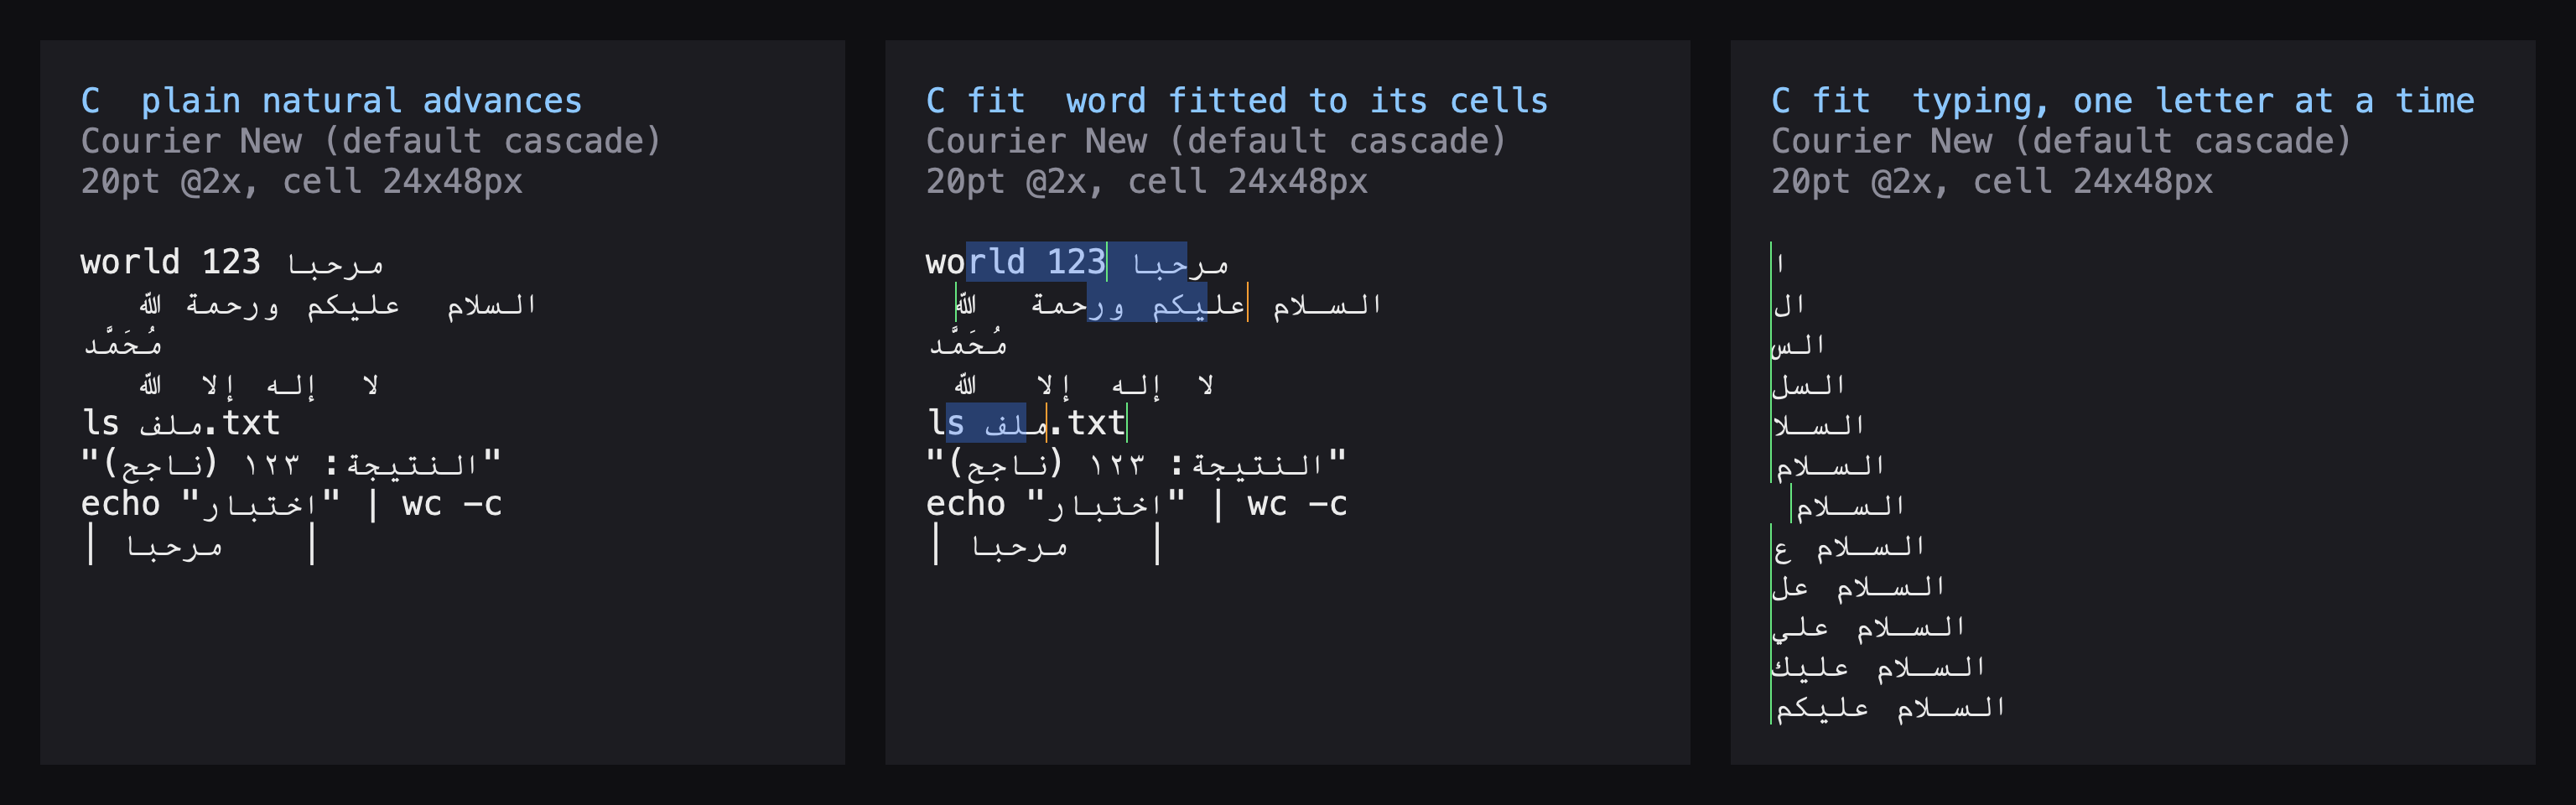 C  plain natural advances
Courier New (default cascade)
20pt @2x, cell 24x48px
world 123 مرحبا
السلام عليكم ورحمة الله
مُحَمَّد
لا إله إلا الله
ls ملف.txt
"النتيجة: ١٢٣ (ناجح)"
echo "اختبار" | wc -c
| مرحبا    |
C fit  word fitted to its cells
Courier New (default cascade)
20pt @2x, cell 24x48px
world 123 مرحبا
السلام عليكم ورحمة الله
مُحَمَّد
لا إله إلا الله
ls ملف.txt
"النتيجة: ١٢٣ (ناجح)"
echo "اختبار" | wc -c
| مرحبا    |
C fit  typing, one letter at a time
Courier New (default cascade)
20pt @2x, cell 24x48px
ا
ال
الس
السل
السلا
السلام
السلام
السلام ع
السلام عل
السلام علي
السلام عليك
السلام عليكم